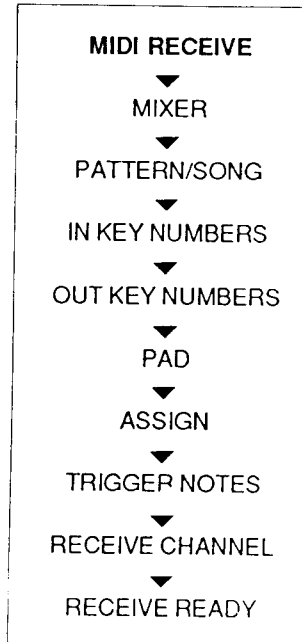 MIDI RECEIVE
MIXER
PATTERN/SONG
IN KEY NUMBERS
OUT KEY NUMBERS
PAD
ASSIGN
TRIGGER NOTES
RECEIVE CHANNEL
RECEIVE READY